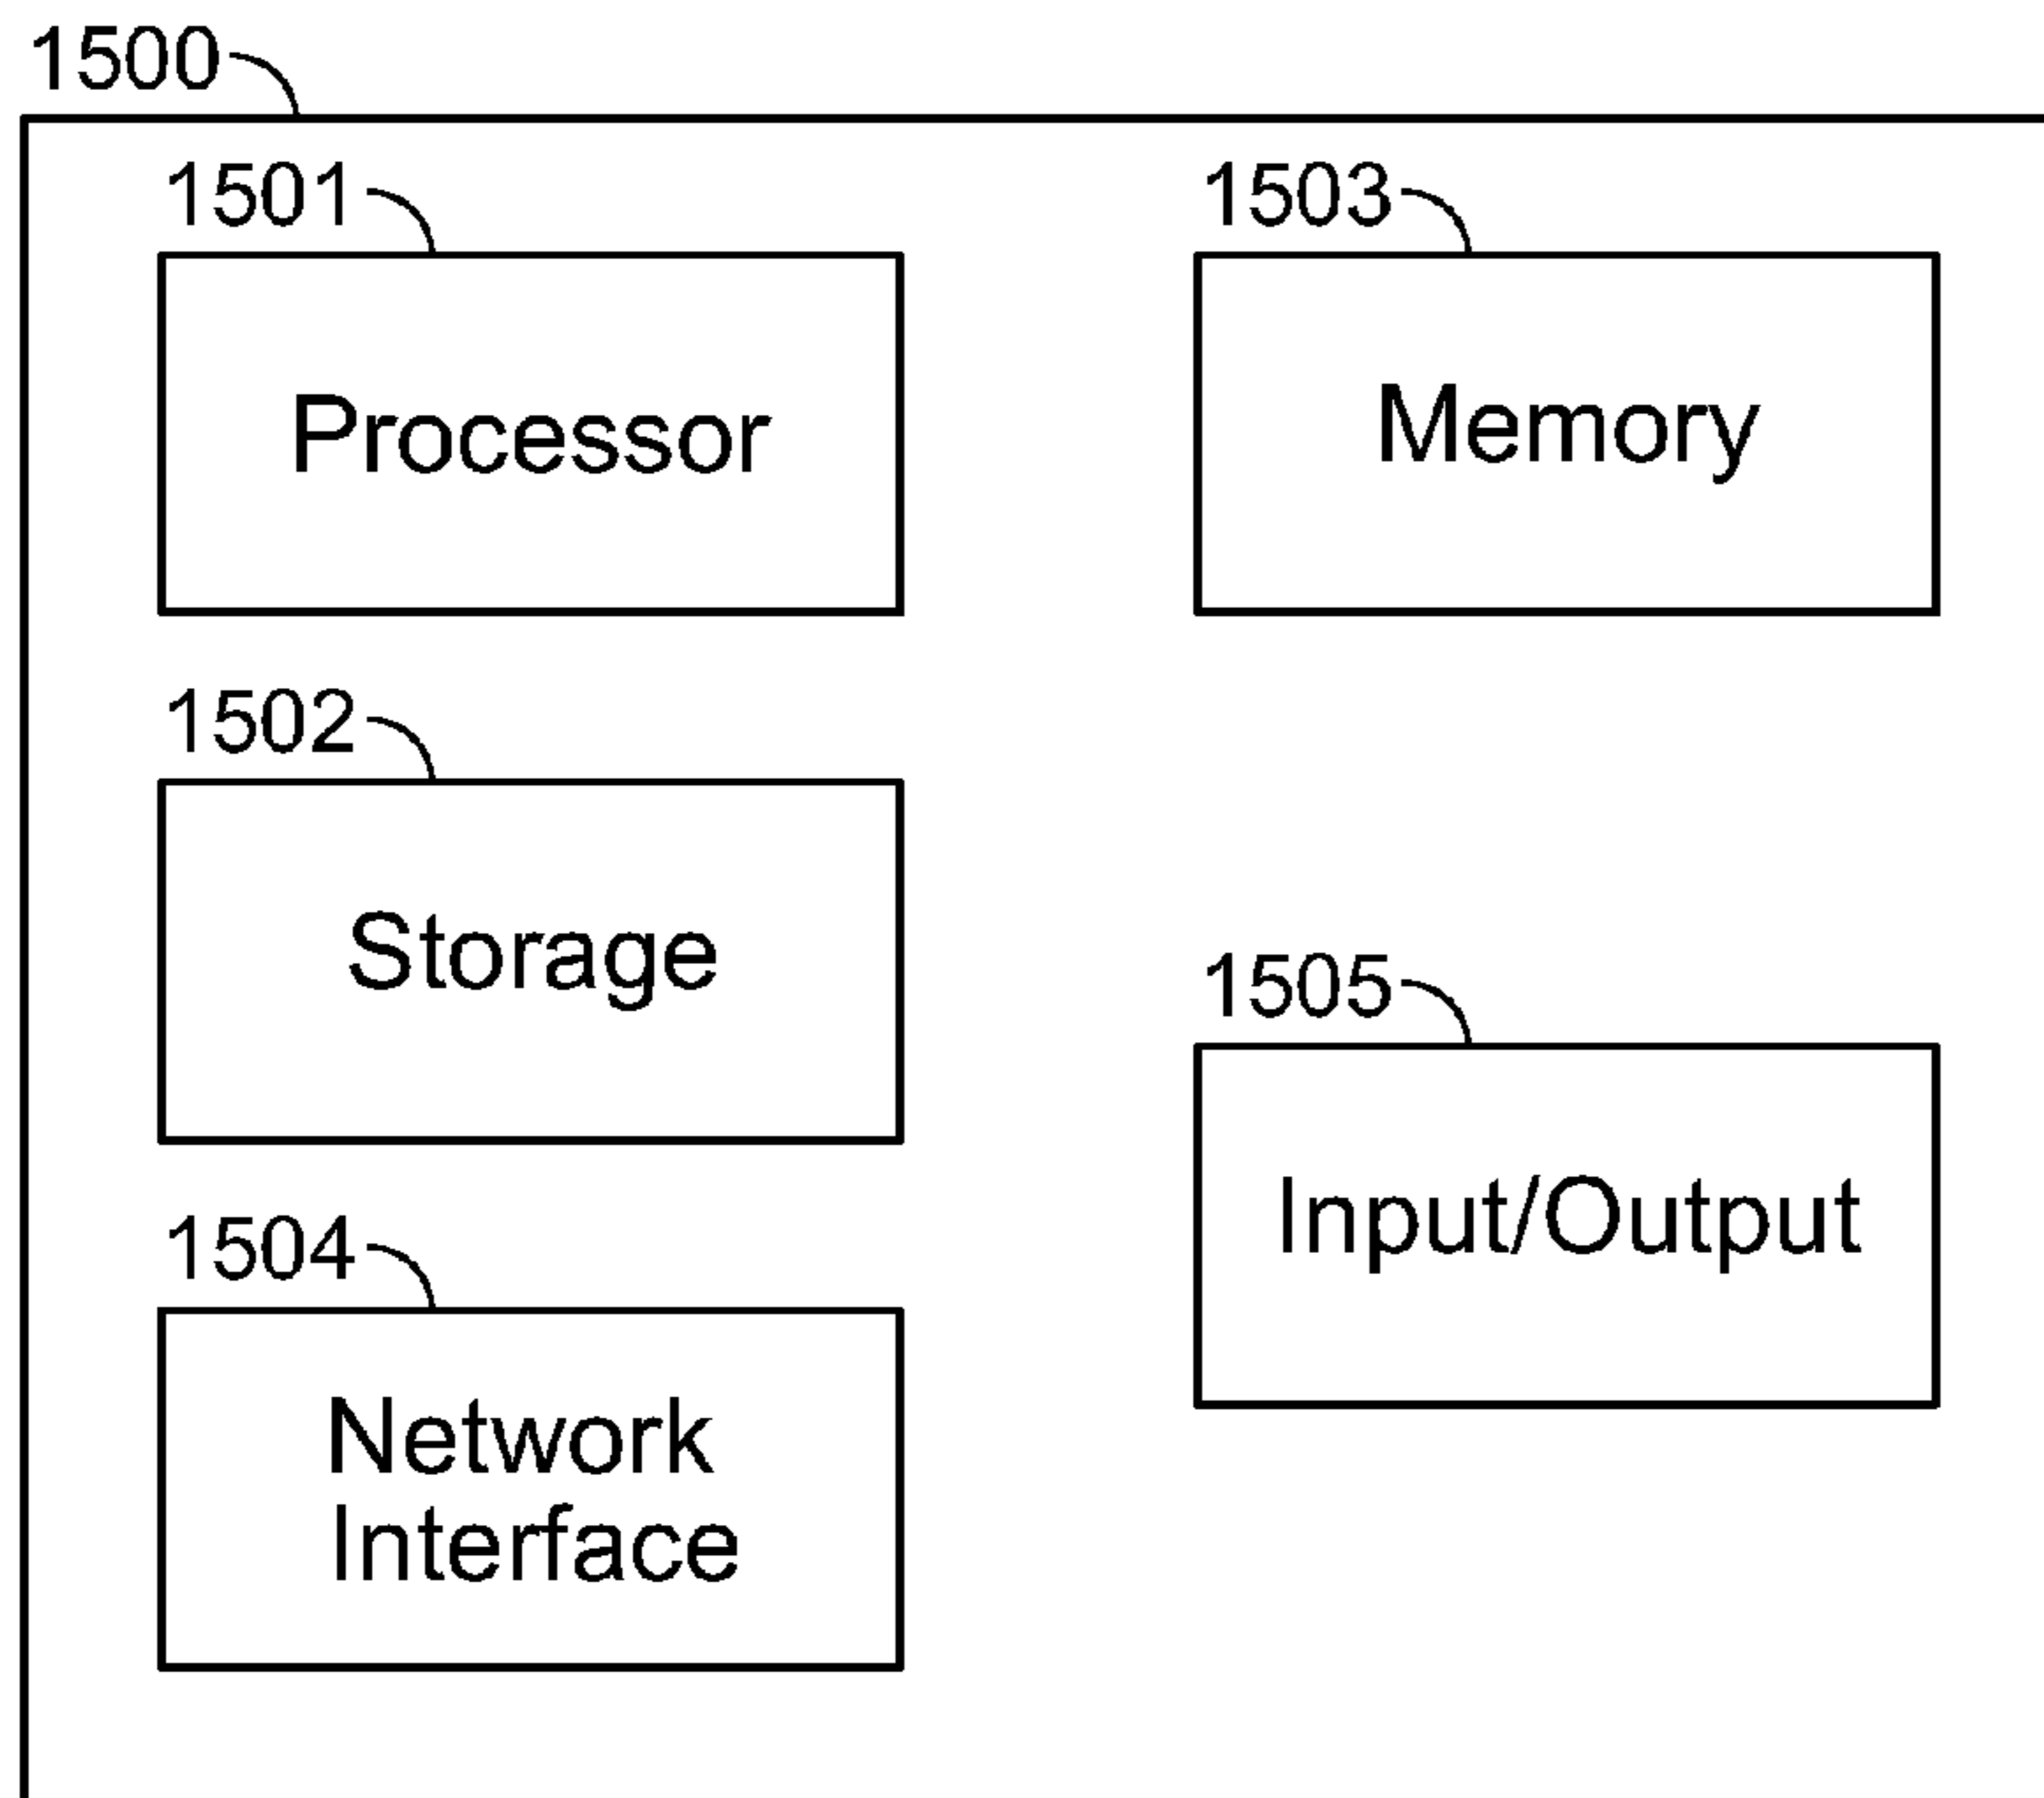 1500
1501
Processor
1503
Memory
1502
Storage
1505
Input/Output
1504
Network
Interface